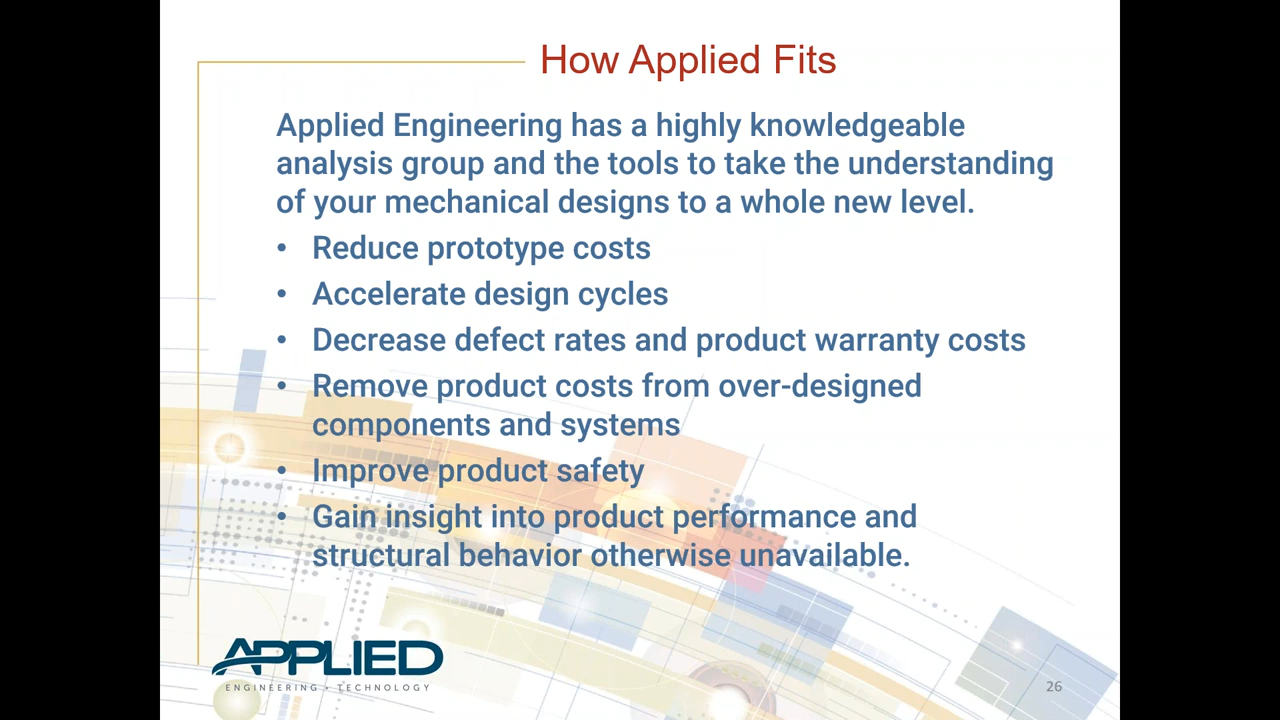 How Applied Fits
Applied Engineering has a highly knowledgeable
analysis group and the tools to take the understanding
of your mechanical designs to a whole new level.
• Reduce prototype costs
• Accelerate design cycles
• Decrease defect rates and product warranty costs
• Remove product costs from over-designed
components and systems
• Improve product safety
• Gain insight into product performance and
structural behavior otherwise unavailable.
APPLIED
ENGINEERING • TECHNOLOGY
26